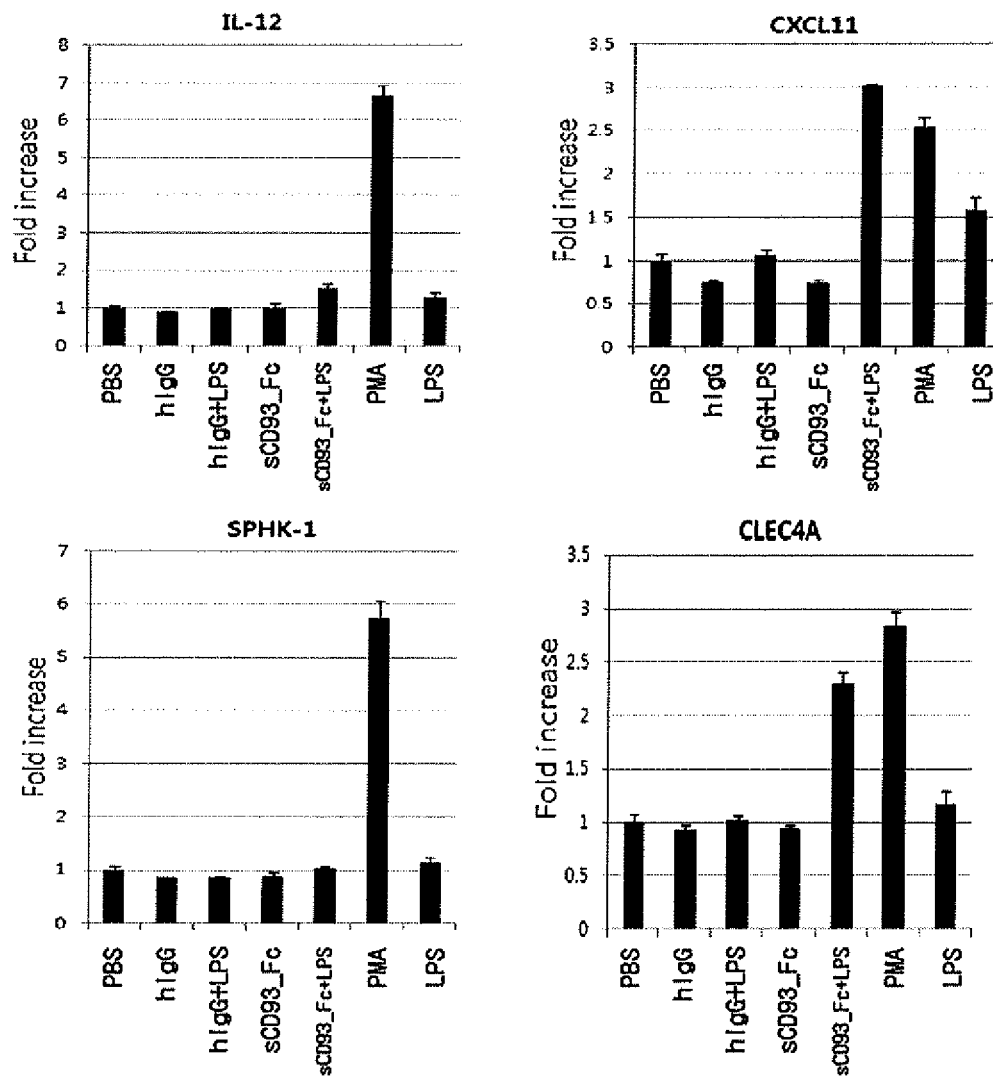 IL-12
Fold increase
8
7
6
5
4
3
2
1
0
PBS
hIgG
hIgG+LPS
sCD93_Fc
sCD93_Fc+LPS
PMA
LPS
CXCL11
Fold increase
3.5
3
2.5
2
1.5
1
0.5
0
PBS
hIgG
hIgG+LPS
sCD93_Fc
sCD93_Fc+LPS
PMA
LPS
SPHK-1
Fold increase
7
6
5
4
3
2
1
0
PBS
hIgG
hIgG+LPS
sCD93_Fc
sCD93_Fc+LPS
PMA
LPS
CLEC4A
Fold increase
3.5
3
2.5
2
1.5
1
0.5
0
PBS
hIgG
hIgG+LPS
sCD93_Fc
sCD93_Fc+LPS
PMA
LPS